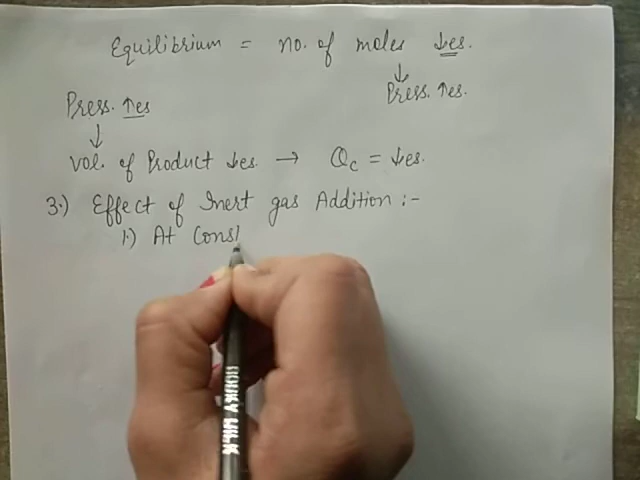 Equilibrium = no. of moles ↓es.
↓
Press. ↑es.
Press. ↑es
↓
vol. of Product ↓es. → Qc = ↓es.
3.) Effect of Inert gas Addition :-
1.) At Cons